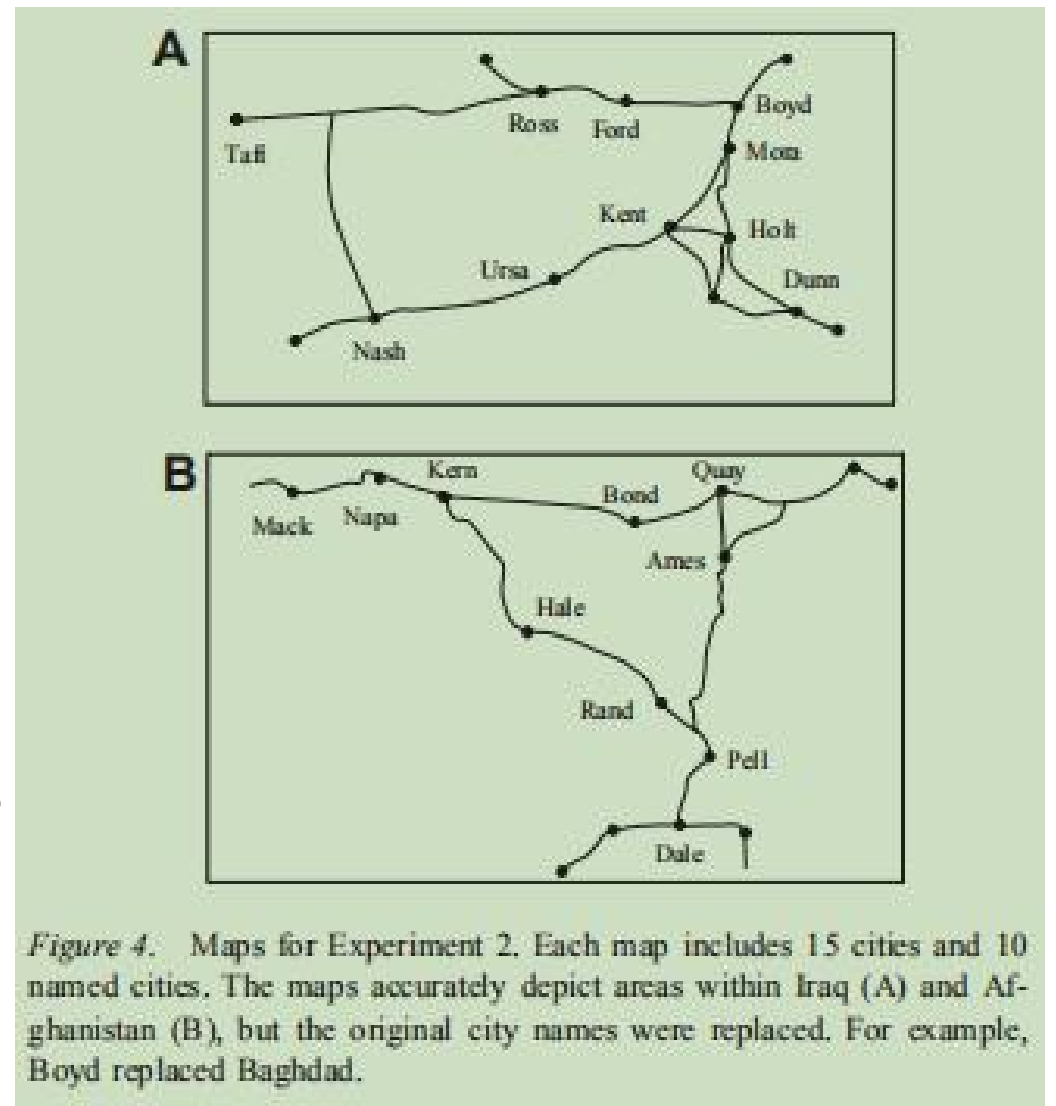 A
Ross
Ford
Boyd
Taft
Mora
Kent
Holt
Ursa
Dunn
Nash
B
Kern
Quay
Bond
Mack
Napa
Ames
Hale
Rand
Pell
Dale
Figure 4. Maps for Experiment 2. Each map includes 15 cities and 10
named cities. The maps accurately depict areas within Iraq (A) and Af-
ghanistan (B), but the original city names were replaced. For example,
Boyd replaced Baghdad.